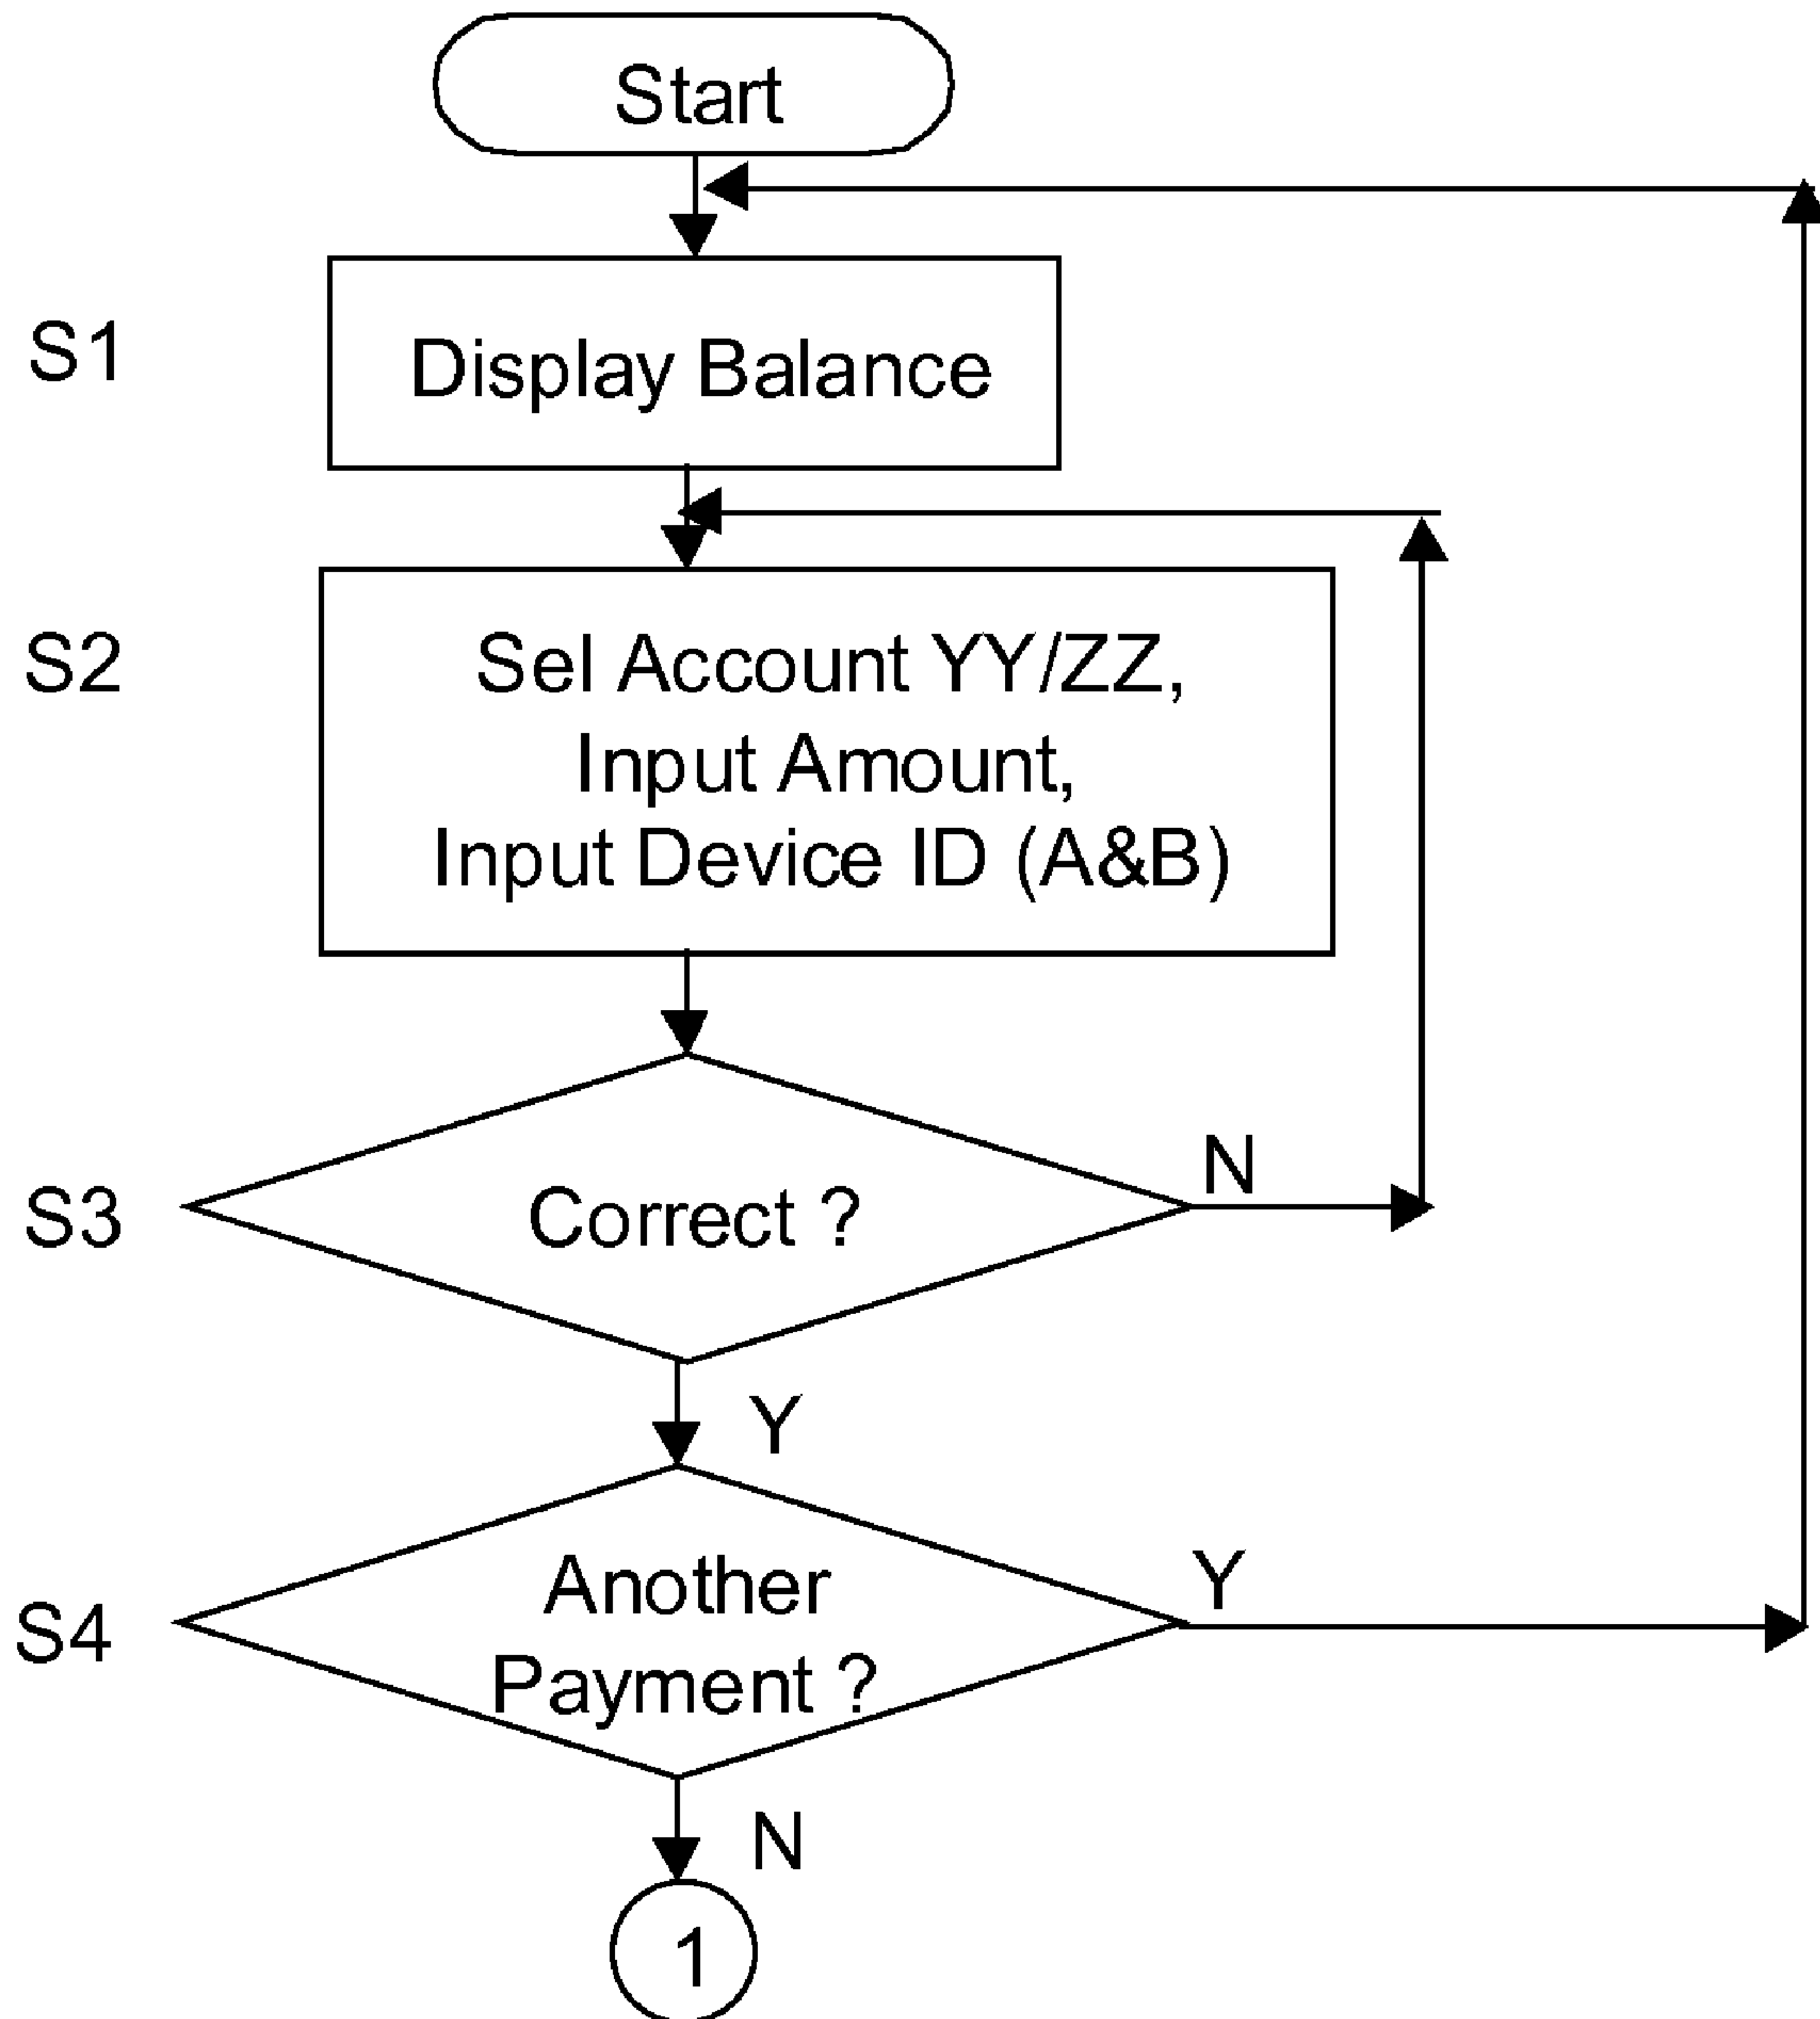 Start
S1
Display Balance
S2
Sel Account YY/ZZ,
Input Amount,
Input Device ID (A&B)
S3
Correct ?
N
Y
S4
Another
Payment ?
Y
N
1